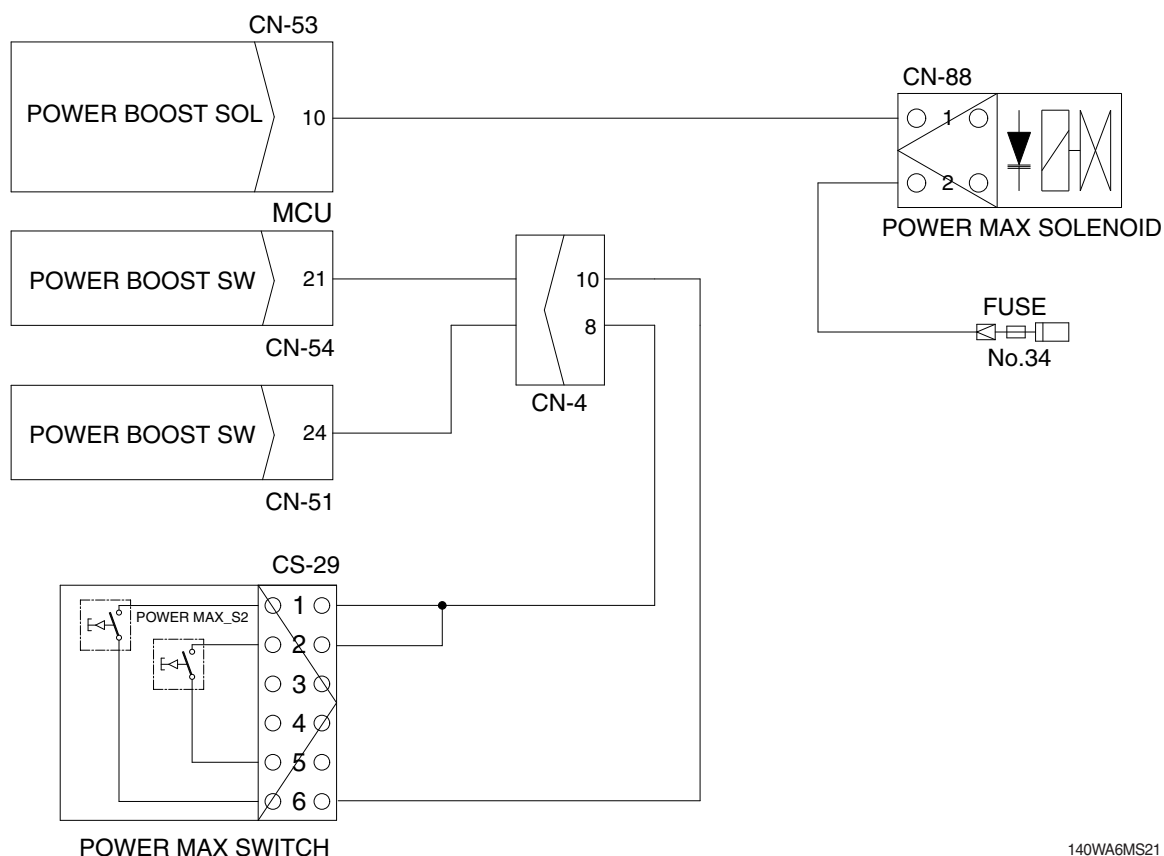 CN-53
POWER BOOST SOL 10
MCU
POWER BOOST SW 21
CN-54
POWER BOOST SW 24
CN-51
10
8
CN-4
CN-88
1
2
POWER MAX SOLENOID
FUSE
No.34
CS-29
POWER MAX_S2
1
2
3
4
5
6
POWER MAX SWITCH
140WA6MS21